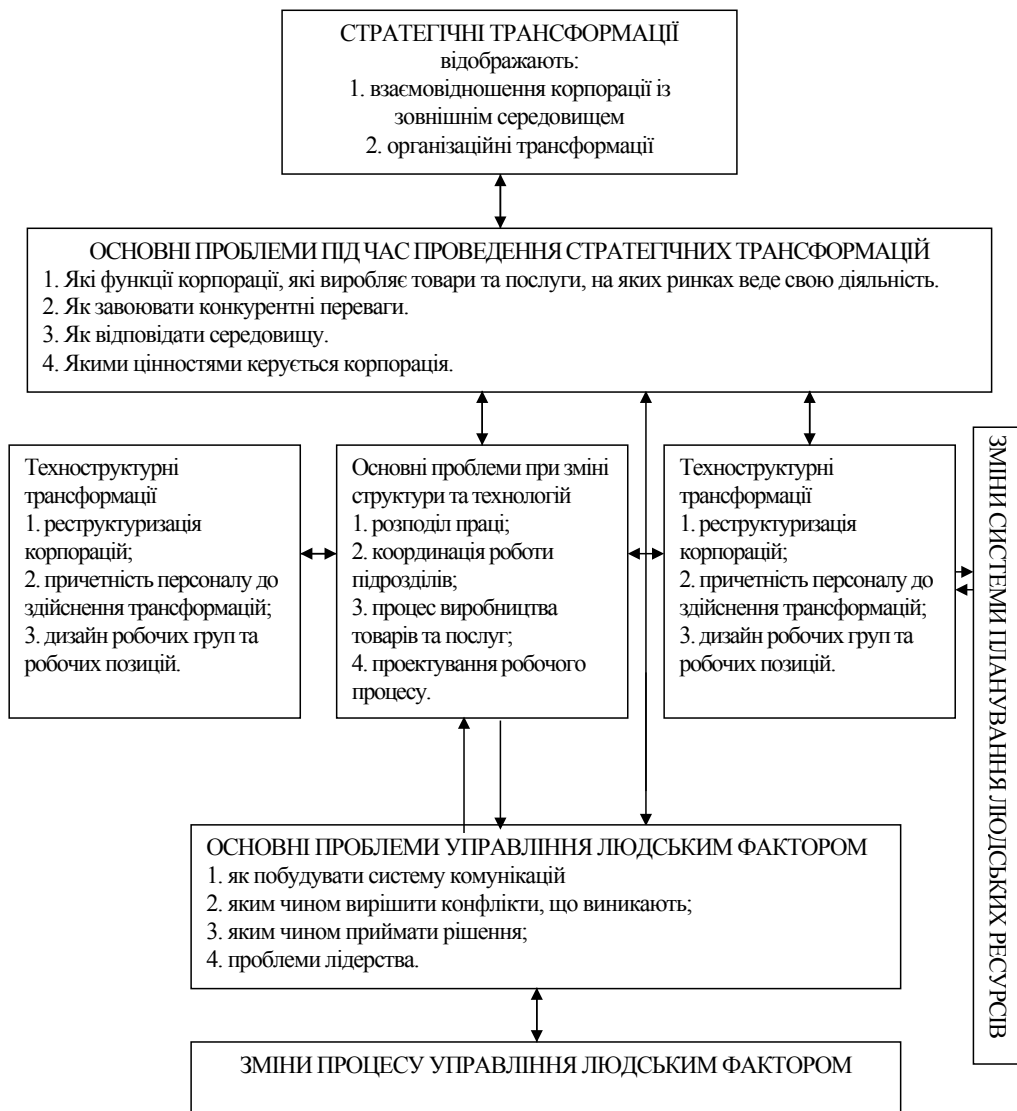 СТРАТЕГІЧНІ ТРАНСФОРМАЦІЇ
відображають:
1. взаємовідношення корпорації із
зовнішнім середовищем
2. організаційні трансформації
ОСНОВНІ ПРОБЛЕМИ ПІД ЧАС ПРОВЕДЕННЯ СТРАТЕГІЧНИХ ТРАНСФОРМАЦІЙ
1. Які функції корпорації, які виробляє товари та послуги, на яких ринках веде свою діяльність.
2. Як завоювати конкурентні переваги.
3. Як відповідати середовищу.
4. Якими цінностями керується корпорація.
Техноструктурні
трансформації
1. реструктуризація
корпорацій;
2. причетність персоналу до
здійснення трансформацій;
3. дизайн робочих груп та
робочих позицій.
Основні проблеми при зміні
структури та технологій
1. розподіл праці;
2. координація роботи
підрозділів;
3. процес виробництва
товарів та послуг;
4. проектування робочого
процесу.
Техноструктурні
трансформації
1. реструктуризація
корпорацій;
2. причетність персоналу до
здійснення трансформацій;
3. дизайн робочих груп та
робочих позицій.
ЗМІНИ СИСТЕМИ ПЛАНУВАННЯ ЛЮДСЬКИХ РЕСУРСІВ
ОСНОВНІ ПРОБЛЕМИ УПРАВЛІННЯ ЛЮДСЬКИМ ФАКТОРОМ
1. як побудувати систему комунікацій
2. яким чином вирішити конфлікти, що виникають;
3. яким чином приймати рішення;
4. проблеми лідерства.
ЗМІНИ ПРОЦЕСУ УПРАВЛІННЯ ЛЮДСЬКИМ ФАКТОРОМ